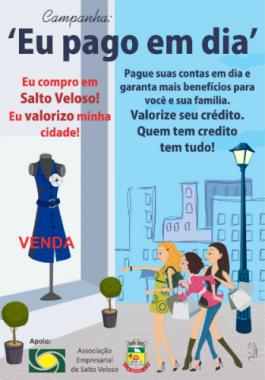 Campanha:
'Eu pago em dia'
Eu compro em
Salto Veloso!
Eu valorizo minha
cidade!
Pague suas contas em dia e
garanta mais benefícios para
você e sua família.
Valorize seu crédito.
Quem tem credito
tem tudo!
VENDA
Apoio:
Associação
Empresarial
de Salto Veloso